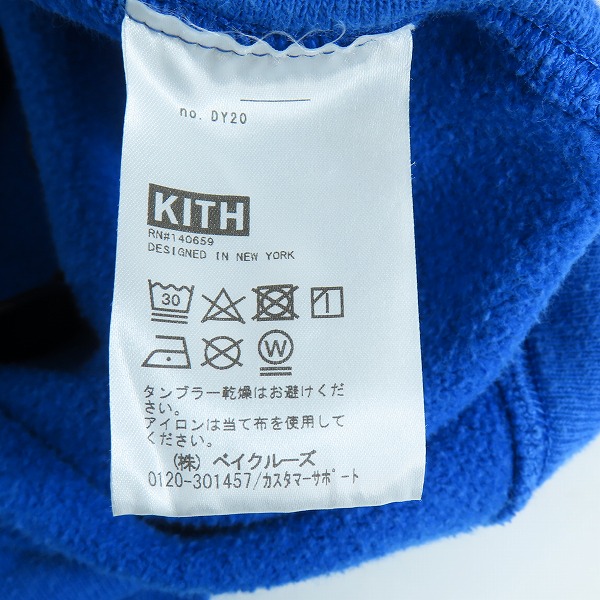 no. DY20
KITH
RN#140659
DESIGNED IN NEW YORK
30
W
タンブラー乾燥はお避けくだ
さい。
アイロンは当て布を使用して
ください。
（株）ベイクルーズ
0120-301457/カスタマーサポート